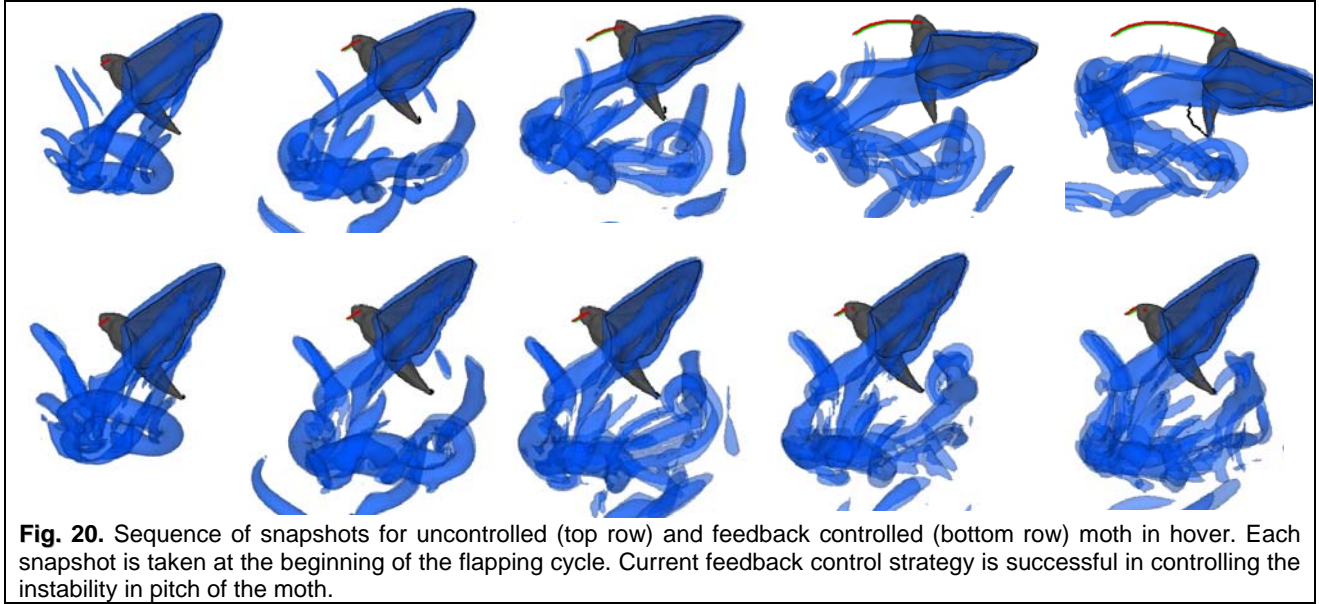 Fig. 20. Sequence of snapshots for uncontrolled (top row) and feedback controlled (bottom row) moth in hover. Each
snapshot is taken at the beginning of the flapping cycle. Current feedback control strategy is successful in controlling the
instability in pitch of the moth.